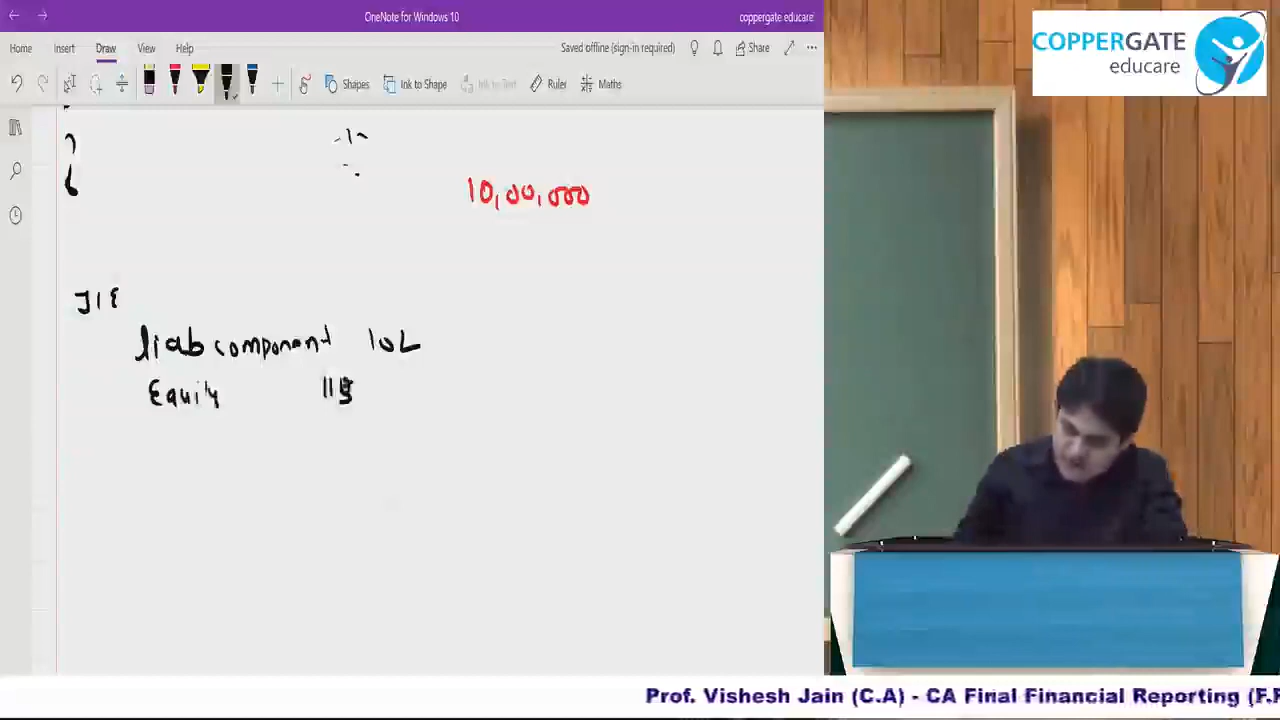 OneNote for Windows 10
coppergate educare
Home Insert Draw View Help
Saved offline (sign-in required)
Share
Shapes
Ink to Shape
Ink to Text
Ruler
Maths
COPPERGATE
educare
6
10,00,000
liab component 10L
Equity
Prof. Vishesh Jain (C.A) - CA Final Financial Reporting (F.R